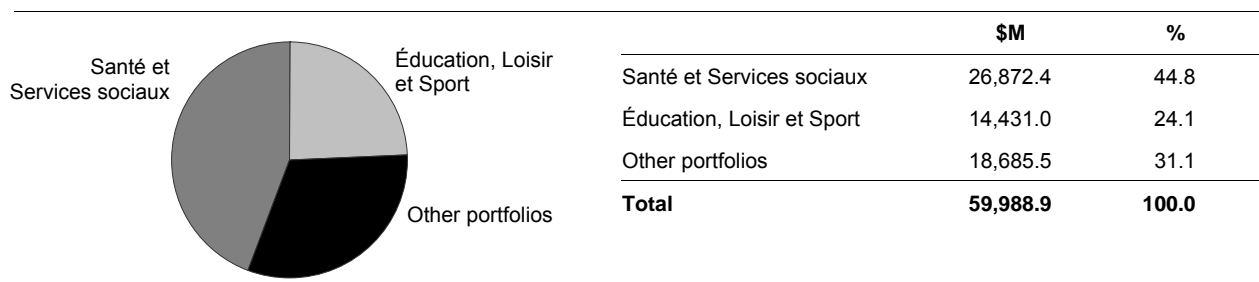 Santé et
Services sociaux
Éducation, Loisir
et Sport
Other portfolios
$M %
Santé et Services sociaux 26,872.4 44.8
Éducation, Loisir et Sport 14,431.0 24.1
Other portfolios 18,685.5 31.1
Total 59,988.9 100.0